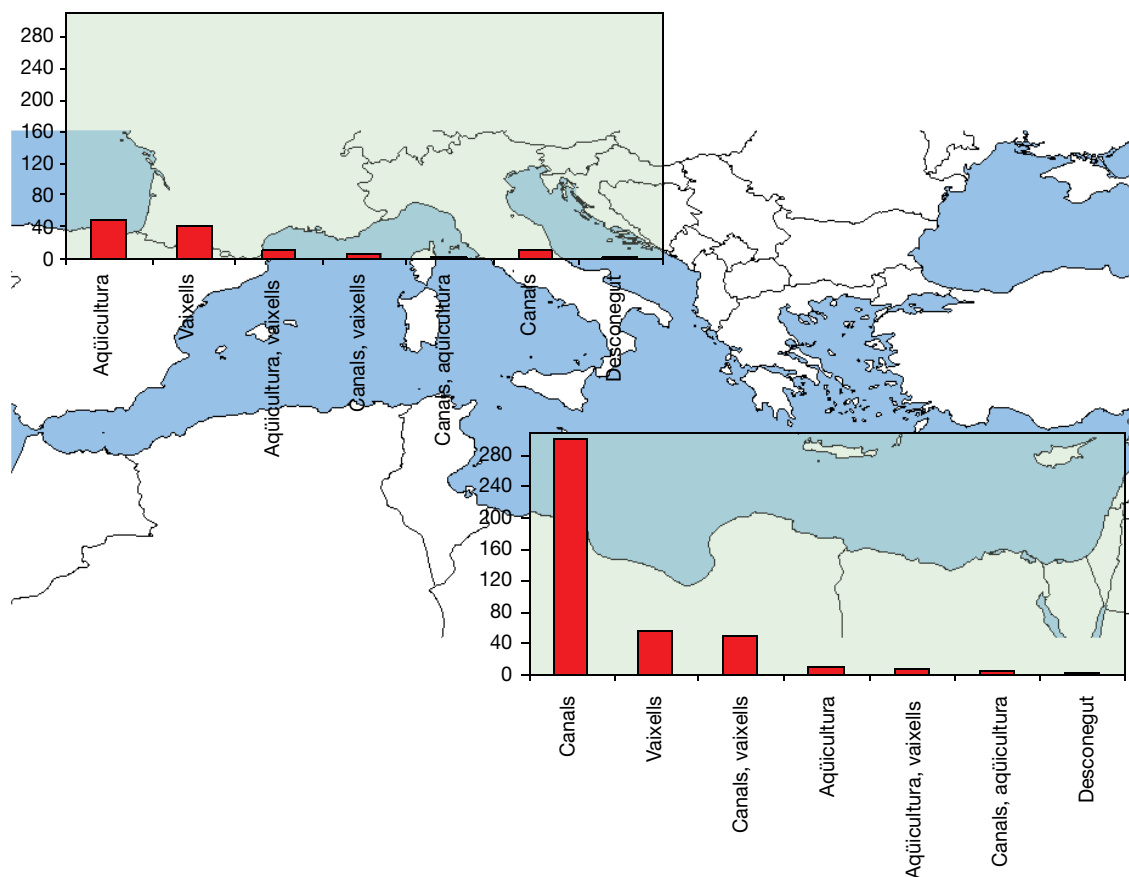 280
240
200
160
120
80
40
0
Aqüicultura
Vaixells
Aqüicultura, vaixells
Canals, vaixells
Canals, aqüicultura
Canals
Desconegut
280
240
200
160
120
80
40
0
Canals
Vaixells
Canals, vaixells
Aqüicultura
Aqüicultura, vaixells
Canals, aqüicultura
Desconegut